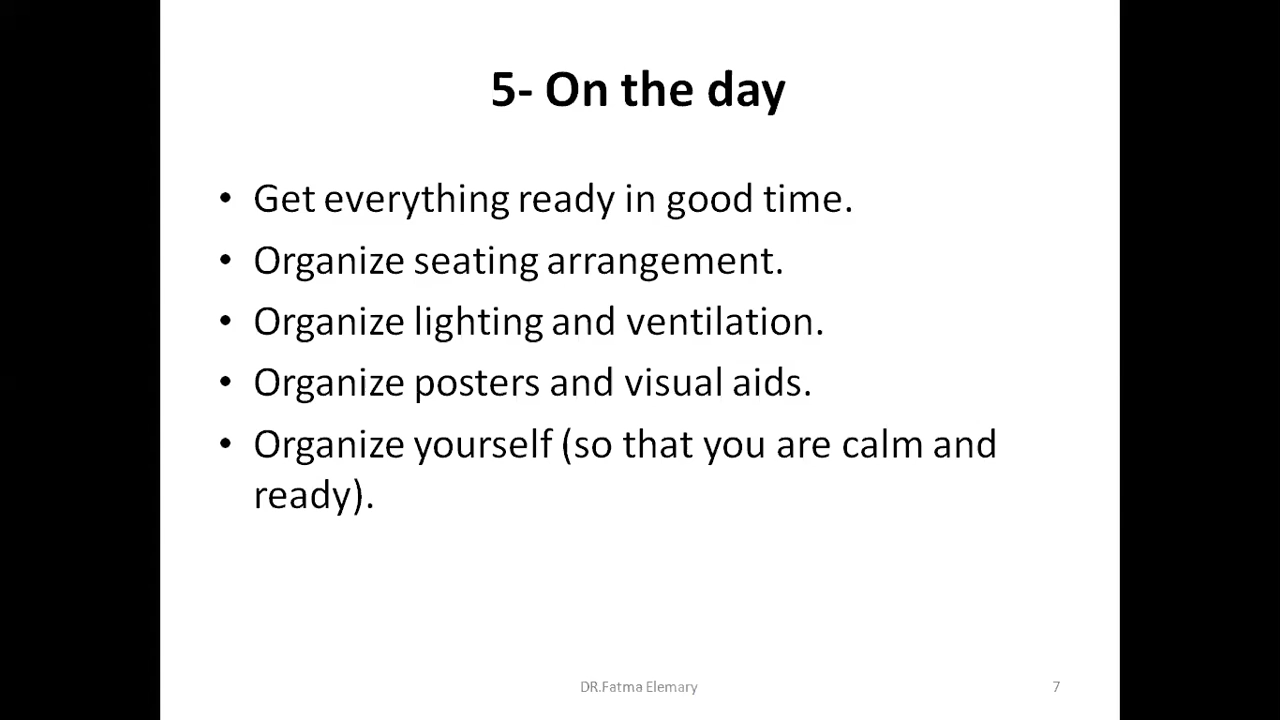 5- On the day
• Get everything ready in good time.
• Organize seating arrangement.
• Organize lighting and ventilation.
• Organize posters and visual aids.
• Organize yourself (so that you are calm and
ready).
DR.Fatma Elemary
7